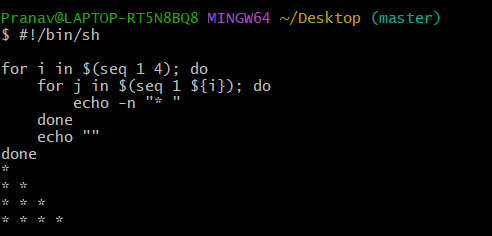 Pranav@LAPTOP-RT5N8BQ8 MINGW64 ~/Desktop (master)
$ #!/bin/sh

for i in $(seq 1 4); do
    for j in $(seq 1 ${i}); do
        echo -n "* "
    done
    echo ""
done
*
* *
* * *
* * * *